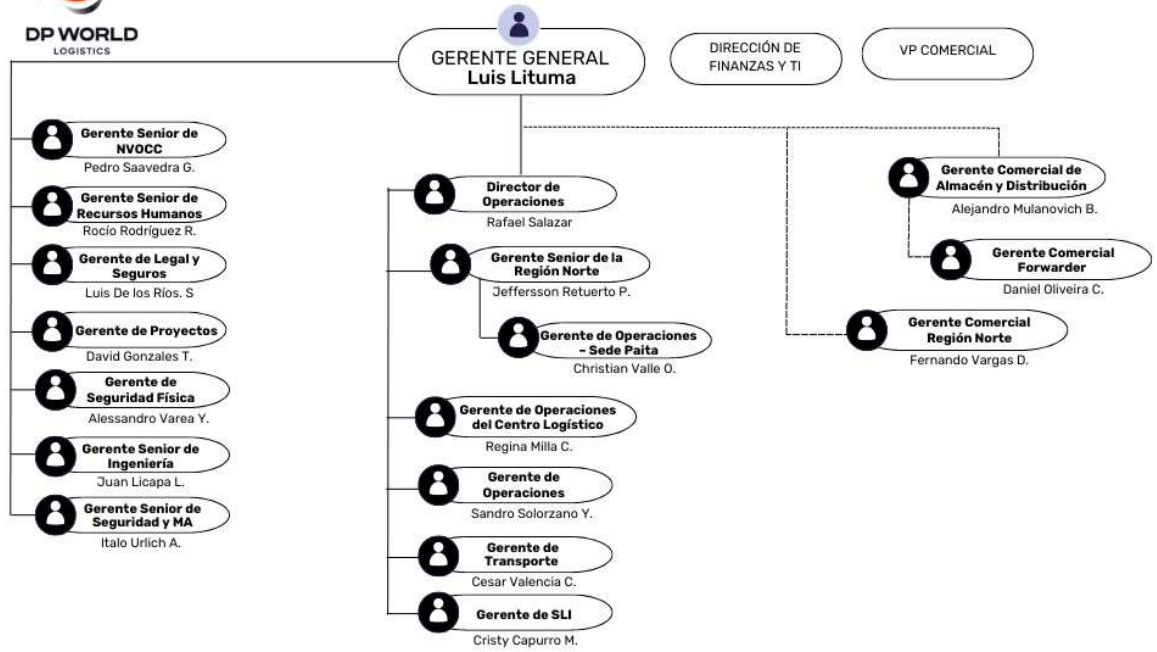 DP WORLD
LOGISTICS
GERENTE GENERAL
Luis Lituma
DIRECCIÓN DE
FINANZAS Y TI
VP COMERCIAL
Gerente Senior de
NVOCC
Pedro Saavedra G.
Gerente Senior de
Recursos Humanos
Rocío Rodríguez R.
Gerente de Legal y
Seguros
Luis De los Ríos. S
Gerente de Proyectos
David Gonzales T.
Gerente de
Seguridad Física
Alessandro Varea Y.
Gerente Senior de
Ingeniería
Juan Licapa L.
Gerente Senior de
Seguridad y MA
Italo Urlich A.
Director de
Operaciones
Rafael Salazar
Gerente Senior de la
Región Norte
Jeffersson Retuerto P.
Gerente de Operaciones
– Sede Paita
Christian Valle O.
Gerente de Operaciones
del Centro Logístico
Regina Milla C.
Gerente de
Operaciones
Sandro Solorzano Y.
Gerente de
Transporte
Cesar Valencia C.
Gerente de SLI
Cristy Capurro M.
Gerente Comercial de
Almacén y Distribución
Alejandro Mulanovich B.
Gerente Comercial
Forwarder
Daniel Oliveira C.
Gerente Comercial
Región Norte
Fernando Vargas D.